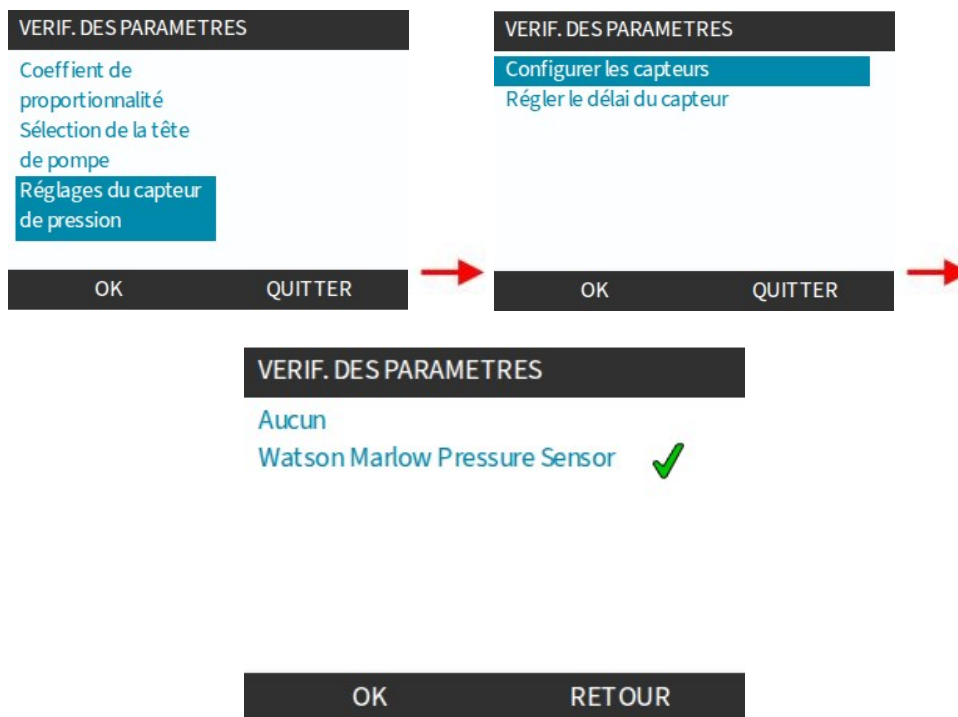 VERIF. DES PARAMETRES
Coeffient de
proportionnalité
Sélection de la tête
de pompe
Réglages du capteur
de pression
OK QUITTER
VERIF. DES PARAMETRES
Configurer les capteurs
Régler le délai du capteur
OK QUITTER
VERIF. DES PARAMETRES
Aucun
Watson Marlow Pressure Sensor
OK RETOUR